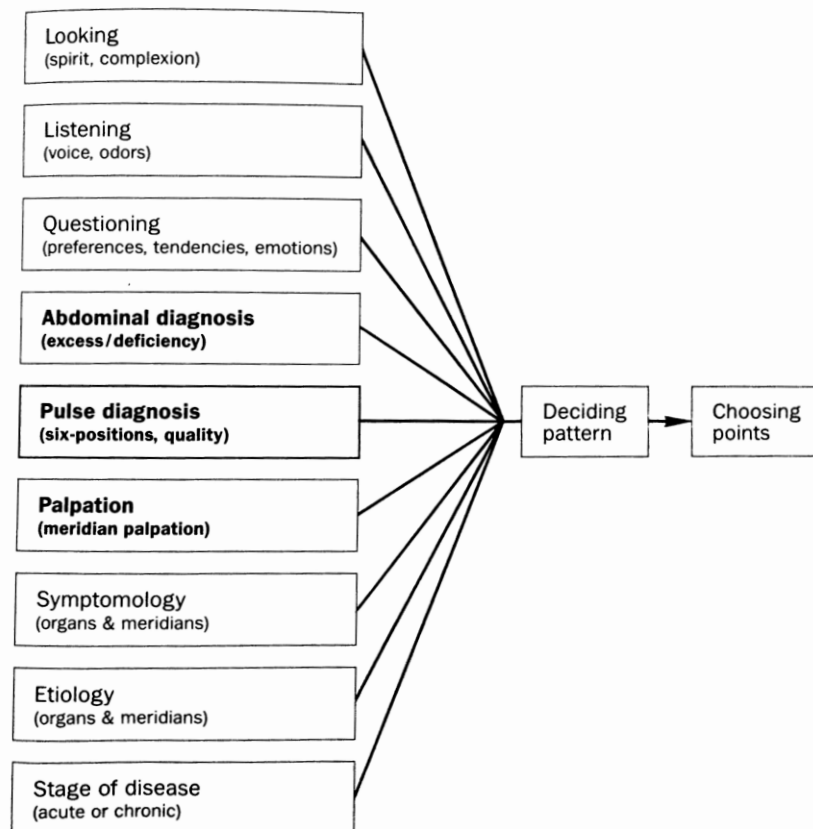 Looking
(spirit, complexion)
Listening
(voice, odors)
Questioning
(preferences, tendencies, emotions)
Abdominal diagnosis
(excess/deficiency)
Pulse diagnosis
(six-positions, quality)
Palpation
(meridian palpation)
Symptomology
(organs & meridians)
Etiology
(organs & meridians)
Stage of disease
(acute or chronic)
Deciding
pattern
Choosing
points